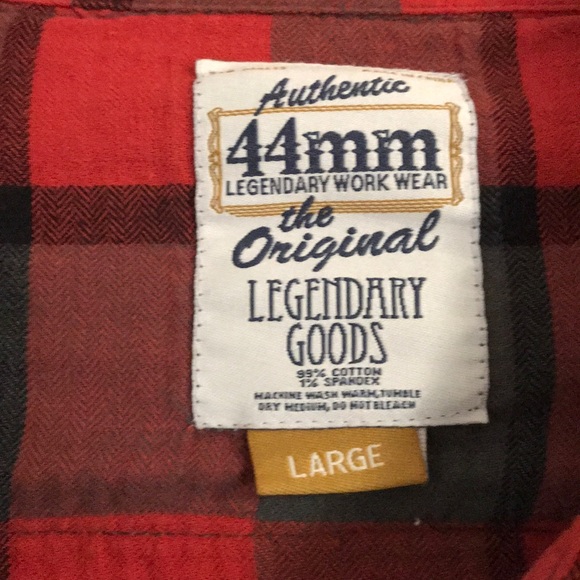 Authentic
44mm
LEGENDARY WORK WEAR
the
Original
LEGENDARY
GOODS
99% COTTON
1% SPANDEX
MACHINE WASH WARM, TUMBLE
DRY MEDIUM, DO NOT BLEACH
LARGE